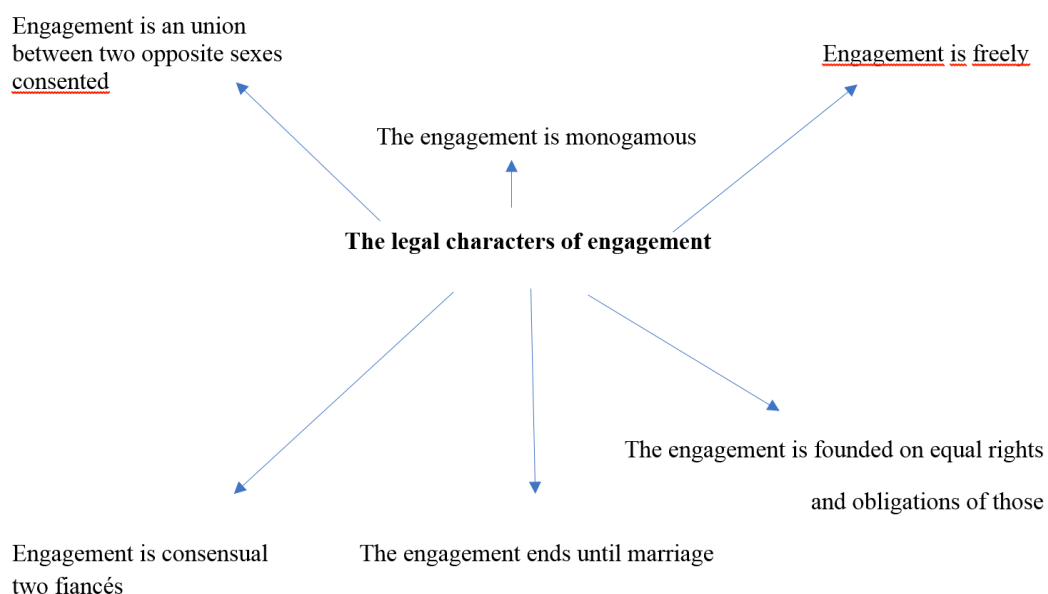 Engagement is an union
between two opposite sexes
consented
Engagement is freely
The engagement is monogamous
The legal characters of engagement
The engagement is founded on equal rights
and obligations of those
Engagement is consensual
two fiancés
The engagement ends until marriage